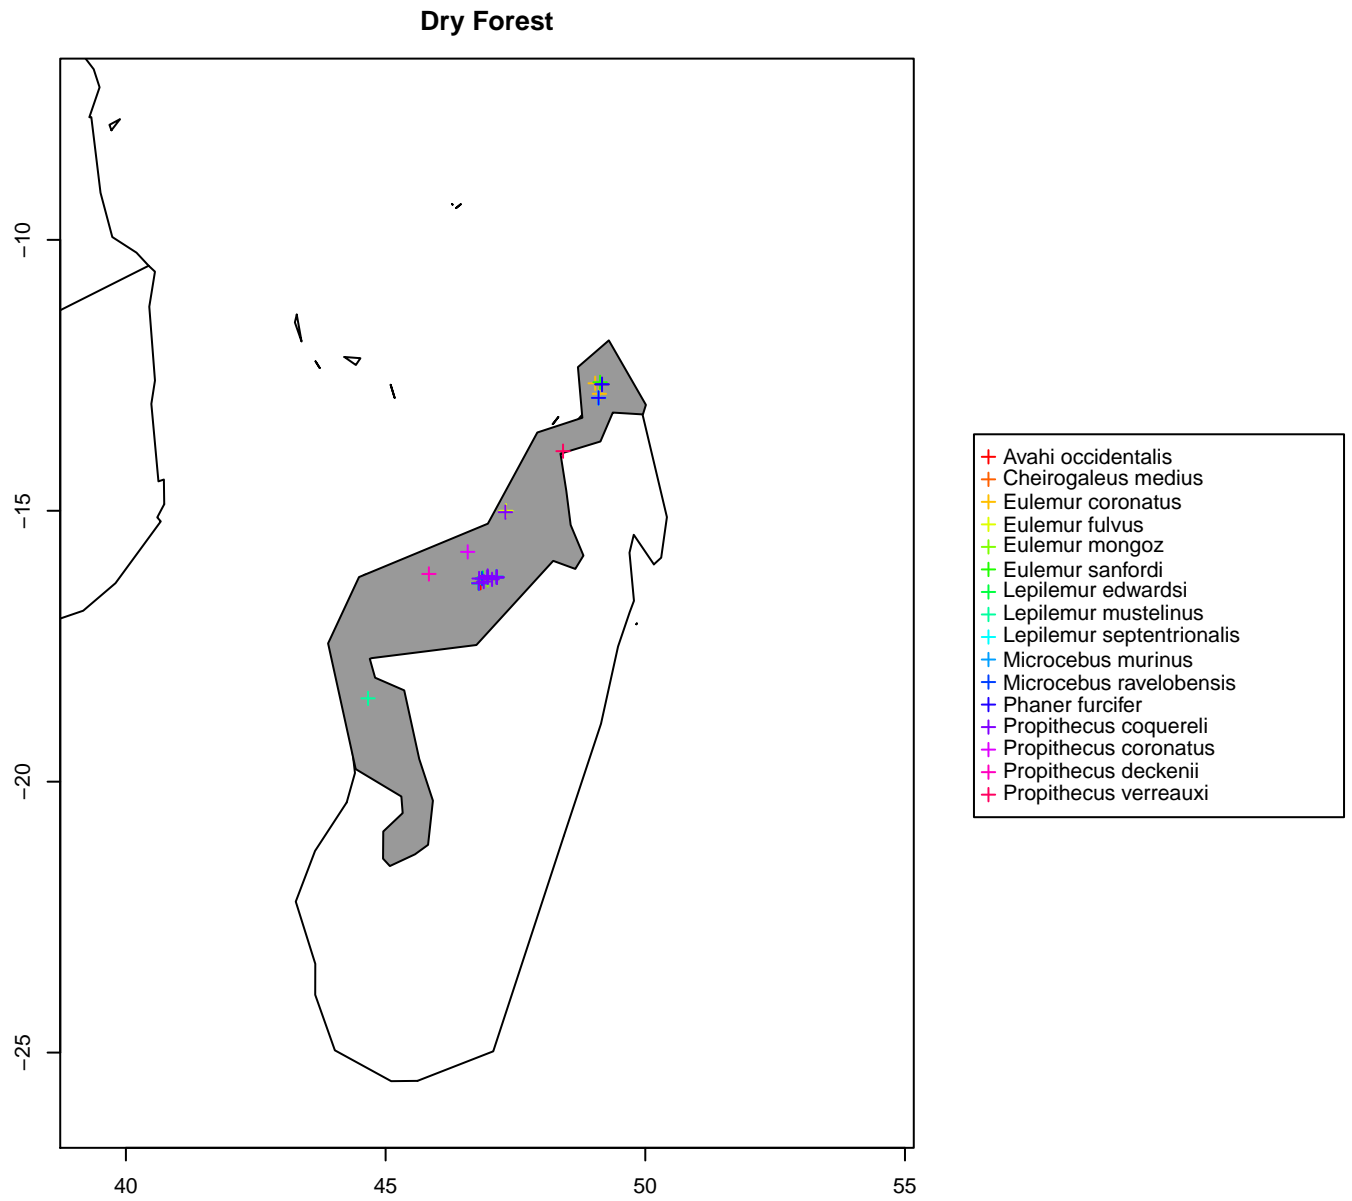 Dry Forest
−10
−15
−20
−25
40
45
50
55
Avahi occidentalis
Cheirogaleus medius
Eulemur coronatus
Eulemur fulvus
Eulemur mongoz
Eulemur sanfordi
Lepilemur edwardsi
Lepilemur mustelinus
Lepilemur septentrionalis
Microcebus murinus
Microcebus ravelobensis
Phaner furcifer
Propithecus coquereli
Propithecus coronatus
Propithecus deckenii
Propithecus verreauxi